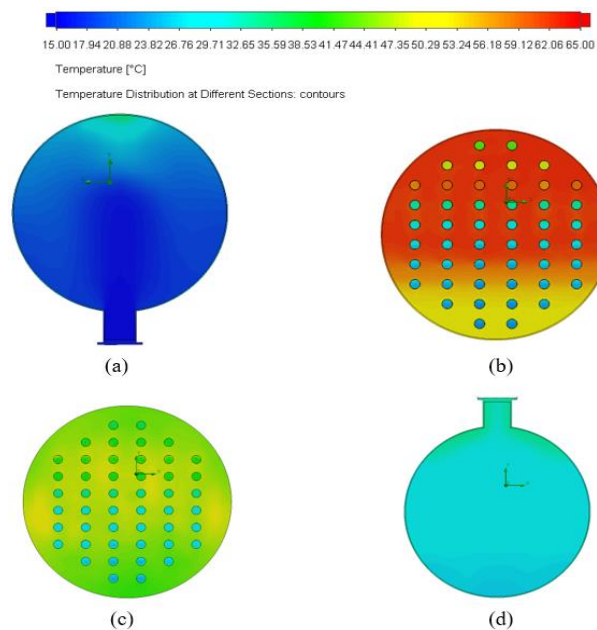 15.00 17.94 20.88 23.82 26.76 29.71 32.65 35.59 38.53 41.47 44.41 47.35 50.29 53.24 56.18 59.12 62.06 65.00
Temperature [°C]
Temperature Distribution at Different Sections: contours
(a)
(b)
(c)
(d)